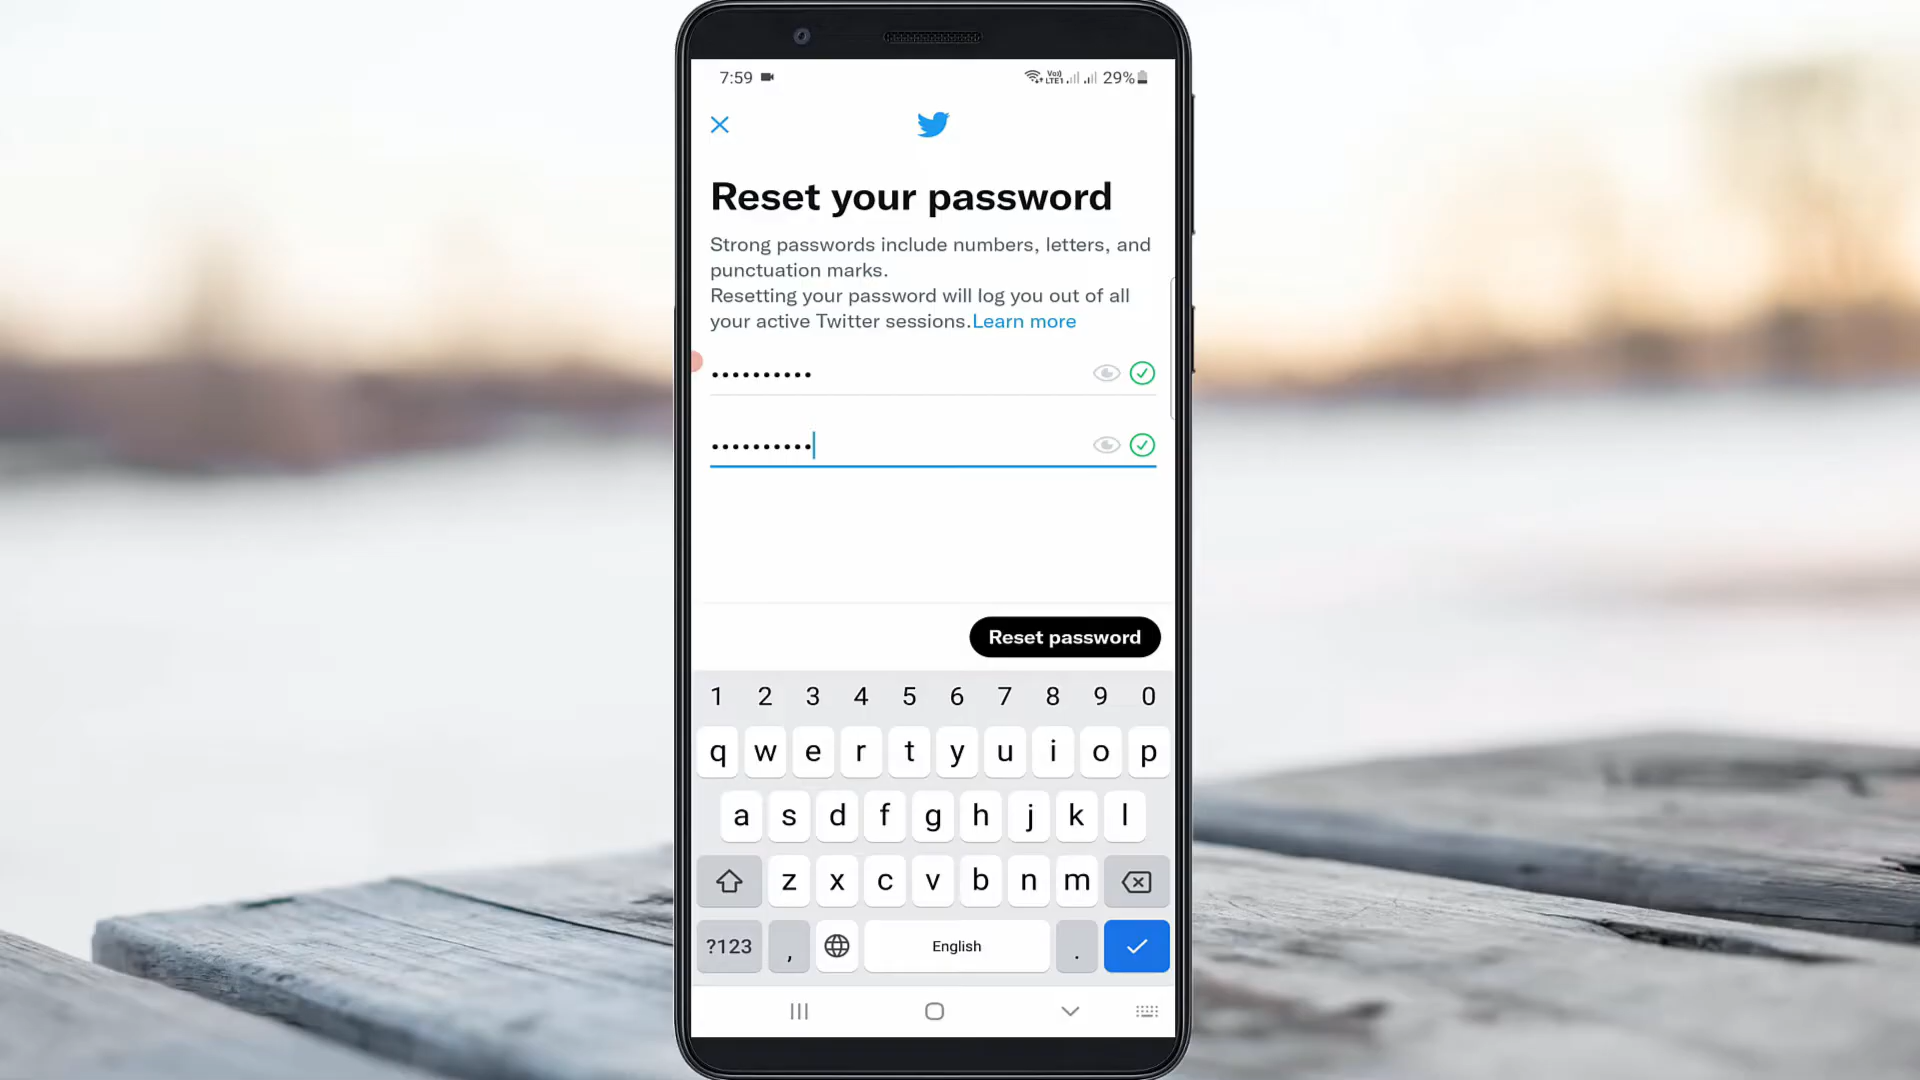 7:59 29%
Reset your password
Strong passwords include numbers, letters, and
punctuation marks.
Resetting your password will log you out of all
your active Twitter sessions.Learn more
Reset password
1 2 3 4 5 6 7 8 9 0
q w e r t y u i o p
a s d f g h j k l
z x c v b n m
?123 , English .